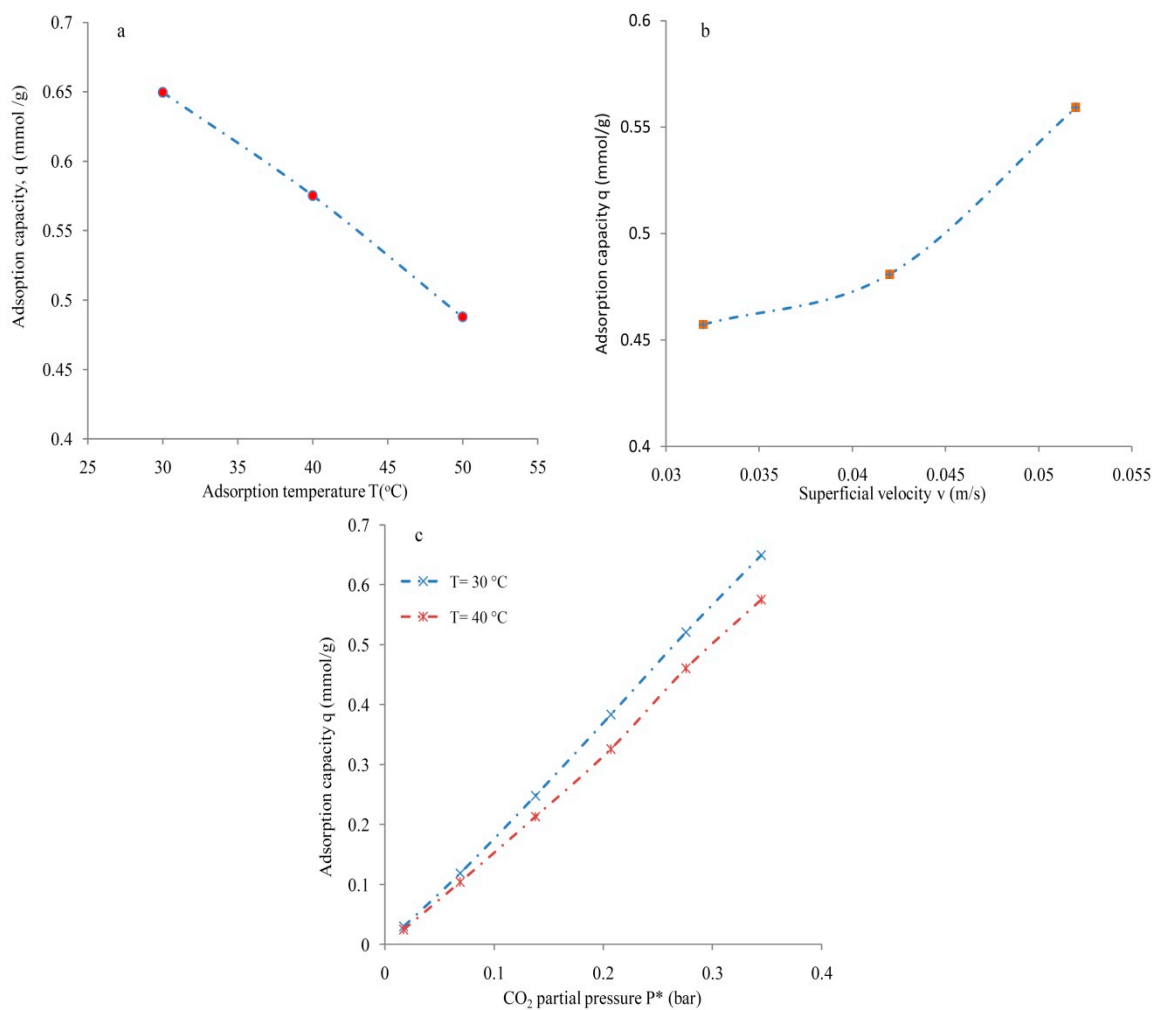 a
0.7
0.65
0.6
0.55
0.5
0.45
0.4
25 30 35 40 45 50 55
Adsoption capacity, q (mmol /g)
Adsorption temperature T(°C)
b
0.6
0.55
0.5
0.45
0.4
0.03 0.035 0.04 0.045 0.05 0.055
Adsorption capacity q (mmol/g)
Superficial velocity v (m/s)
c
0.7
0.6
0.5
0.4
0.3
0.2
0.1
0
0 0.1 0.2 0.3 0.4
T= 30 °C
T= 40 °C
Adsorption capacity q (mmol/g)
CO₂ partial pressure P* (bar)